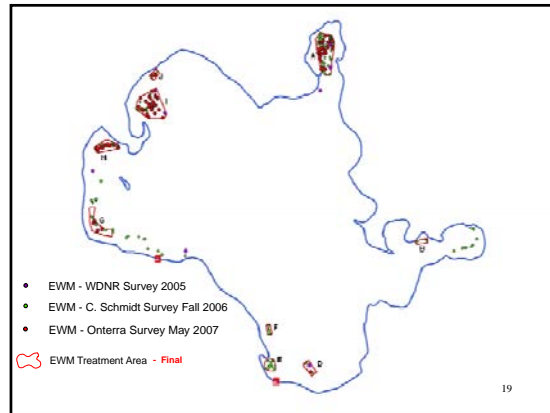 A
J
I
H
G
F
E
D
EWM - WDNR Survey 2005
EWM - C. Schmidt Survey Fall 2006
EWM - Onterra Survey May 2007
EWM Treatment Area - Final
19